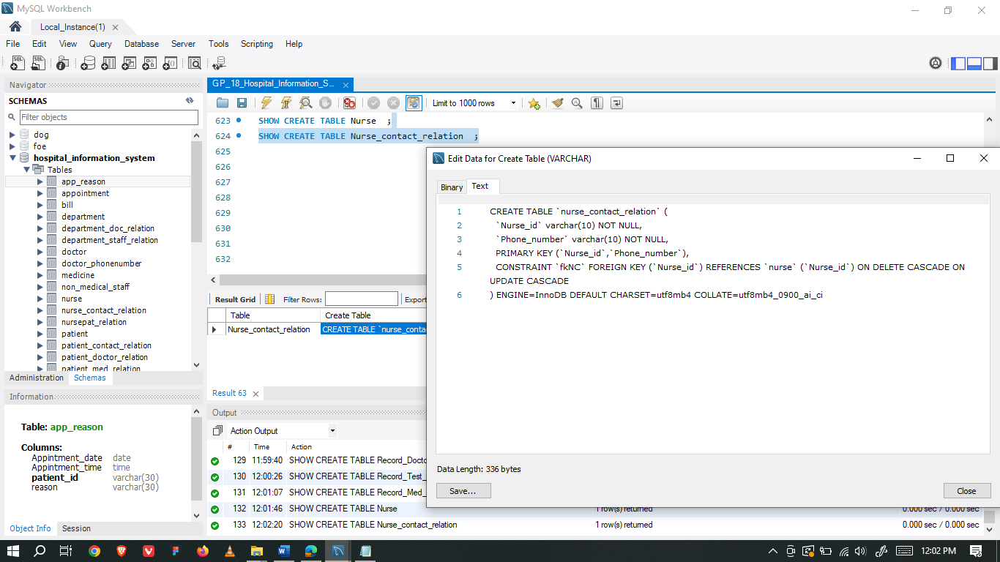 MySQL Workbench
Local_Instance(1)
File Edit View Query Database Server Tools Scripting Help
Navigator
SCHEMAS
Filter objects
dog
foe
hospital_information_system
Tables
app_reason
appointment
bill
department
department_doc_relation
department_staff_relation
doctor
doctor_phonenumber
medicine
non_medical_staff
nurse
nurse_contact_relation
nursepat_relation
patient
patient_contact_relation
patient_doctor_relation
patient_med_relation
Administration Schemas
Information
Table: app_reason
Columns:
Appintment_date date
Appintment_time time
patient_id varchar(30)
reason varchar(30)
Object Info Session
GP_18_Hospital_Information_S...
Limit to 1000 rows
623 SHOW CREATE TABLE Nurse ;
624 SHOW CREATE TABLE Nurse_contact_relation ;
625
626
627
628
629
630
631
632
Result Grid Filter Rows: Export
Table Create Table
Nurse_contact_relation CREATE TABLE `nurse_contac
Result 63
Output
Action Output
# Time Action
129 11:59:40 SHOW CREATE TABLE Record_Docto
130 12:00:26 SHOW CREATE TABLE Record_Test_
131 12:01:07 SHOW CREATE TABLE Record_Med_
132 12:01:46 SHOW CREATE TABLE Nurse 1 row(s) returned 0.000 sec / 0.000 sec
133 12:02:20 SHOW CREATE TABLE Nurse_contact_relation 1 row(s) returned 0.000 sec / 0.000 sec
Edit Data for Create Table (VARCHAR)
Binary Text
1 CREATE TABLE `nurse_contact_relation` (
2 `Nurse_id` varchar(10) NOT NULL,
3 `Phone_number` varchar(10) NOT NULL,
4 PRIMARY KEY (`Nurse_id`,`Phone_number`),
5 CONSTRAINT `fkNC` FOREIGN KEY (`Nurse_id`) REFERENCES `nurse` (`Nurse_id`) ON DELETE CASCADE ON
UPDATE CASCADE
6 ) ENGINE=InnoDB DEFAULT CHARSET=utf8mb4 COLLATE=utf8mb4_0900_ai_ci
Data Length: 336 bytes
Save... Close
12:02 PM